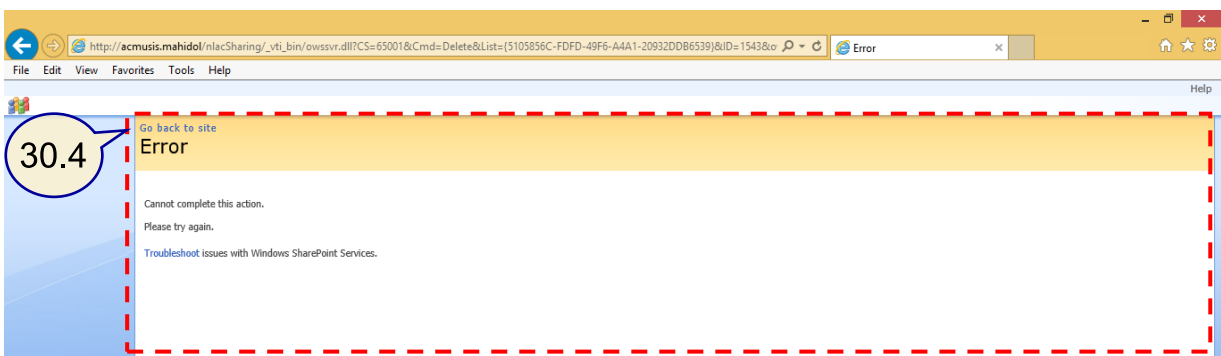 http://acmusis.mahidol/nlacSharing/_vti_bin/owssvr.dll?CS=65001&Cmd=Delete&List={5105856C-FDFD-49F6-A4A1-20932DDB6539}&ID=1543&o
Error
File Edit View Favorites Tools Help
Help
Go back to site
Error
30.4
Cannot complete this action.
Please try again.
Troubleshoot issues with Windows SharePoint Services.